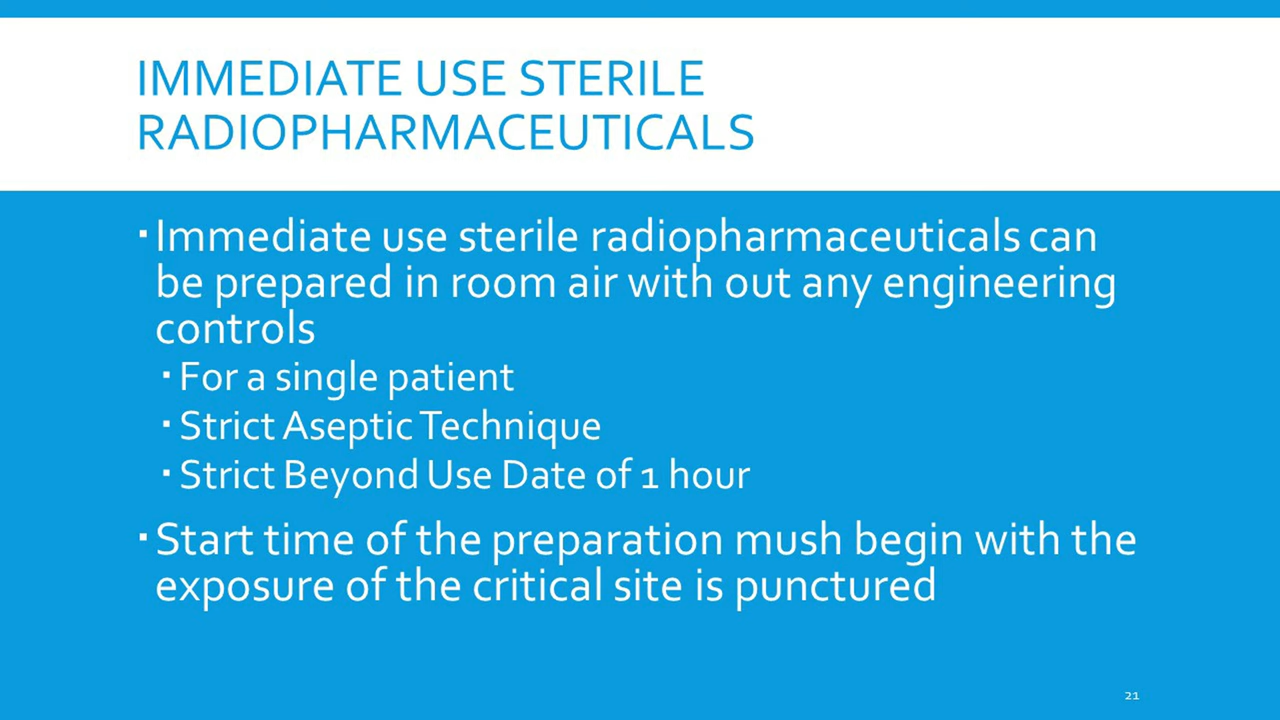 IMMEDIATE USE STERILE
RADIOPHARMACEUTICALS
▪ Immediate use sterile radiopharmaceuticals can
be prepared in room air with out any engineering
controls
▪ For a single patient
▪ Strict Aseptic Technique
▪ Strict Beyond Use Date of 1 hour
▪ Start time of the preparation mush begin with the
exposure of the critical site is punctured
21